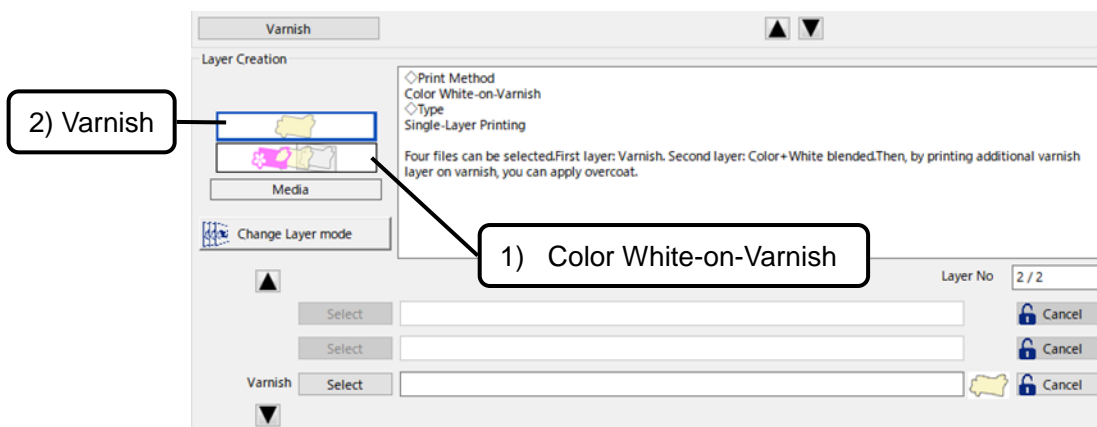 Varnish
▲ ▼
Layer Creation
◇Print Method
Color White-on-Varnish
◇Type
Single-Layer Printing
Four files can be selected.First layer: Varnish. Second layer: Color+White blended.Then, by printing additional varnish
layer on varnish, you can apply overcoat.
2) Varnish
Media
Change Layer mode
1) Color White-on-Varnish
Layer No 2 / 2
▲
Select Cancel
Select Cancel
Varnish Select Cancel
▼